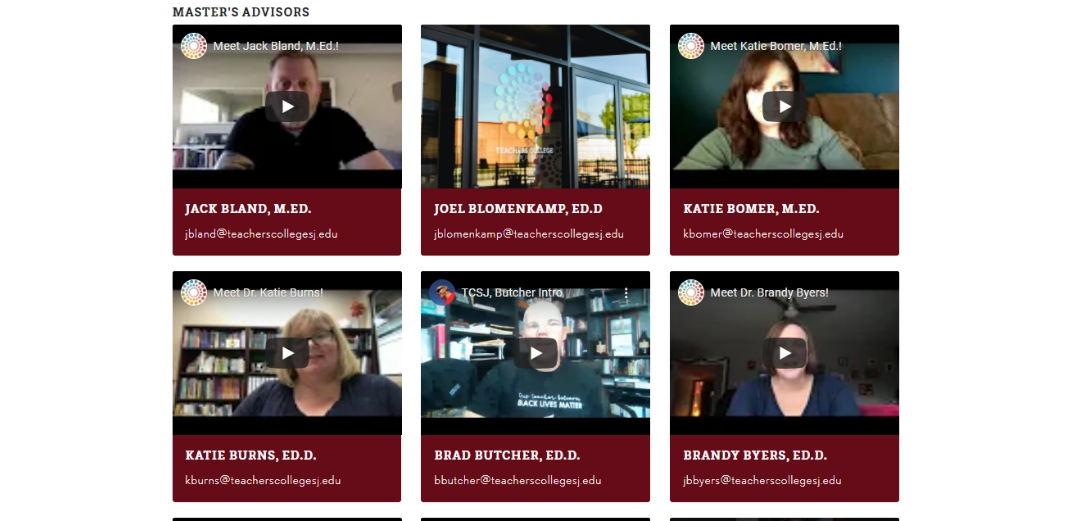 MASTER'S ADVISORS
Meet Jack Bland, M.Ed.!
JACK BLAND, M.ED.
jbland@teacherscollegesj.edu
TEACHERS COLLEGE
JOEL BLOMENKAMP, ED.D
jblomenkamp@teacherscollegesj.edu
Meet Katie Bomer, M.Ed.!
KATIE BOMER, M.ED.
kbomer@teacherscollegesj.edu
Meet Dr. Katie Burns!
KATIE BURNS, ED.D.
kburns@teacherscollegesj.edu
TCSJ, Butcher Intro
This teacher believes
BLACK LIVES MATTER
BRAD BUTCHER, ED.D.
bbutcher@teacherscollegesj.edu
Meet Dr. Brandy Byers!
BRANDY BYERS, ED.D.
jbbyers@teacherscollegesj.edu